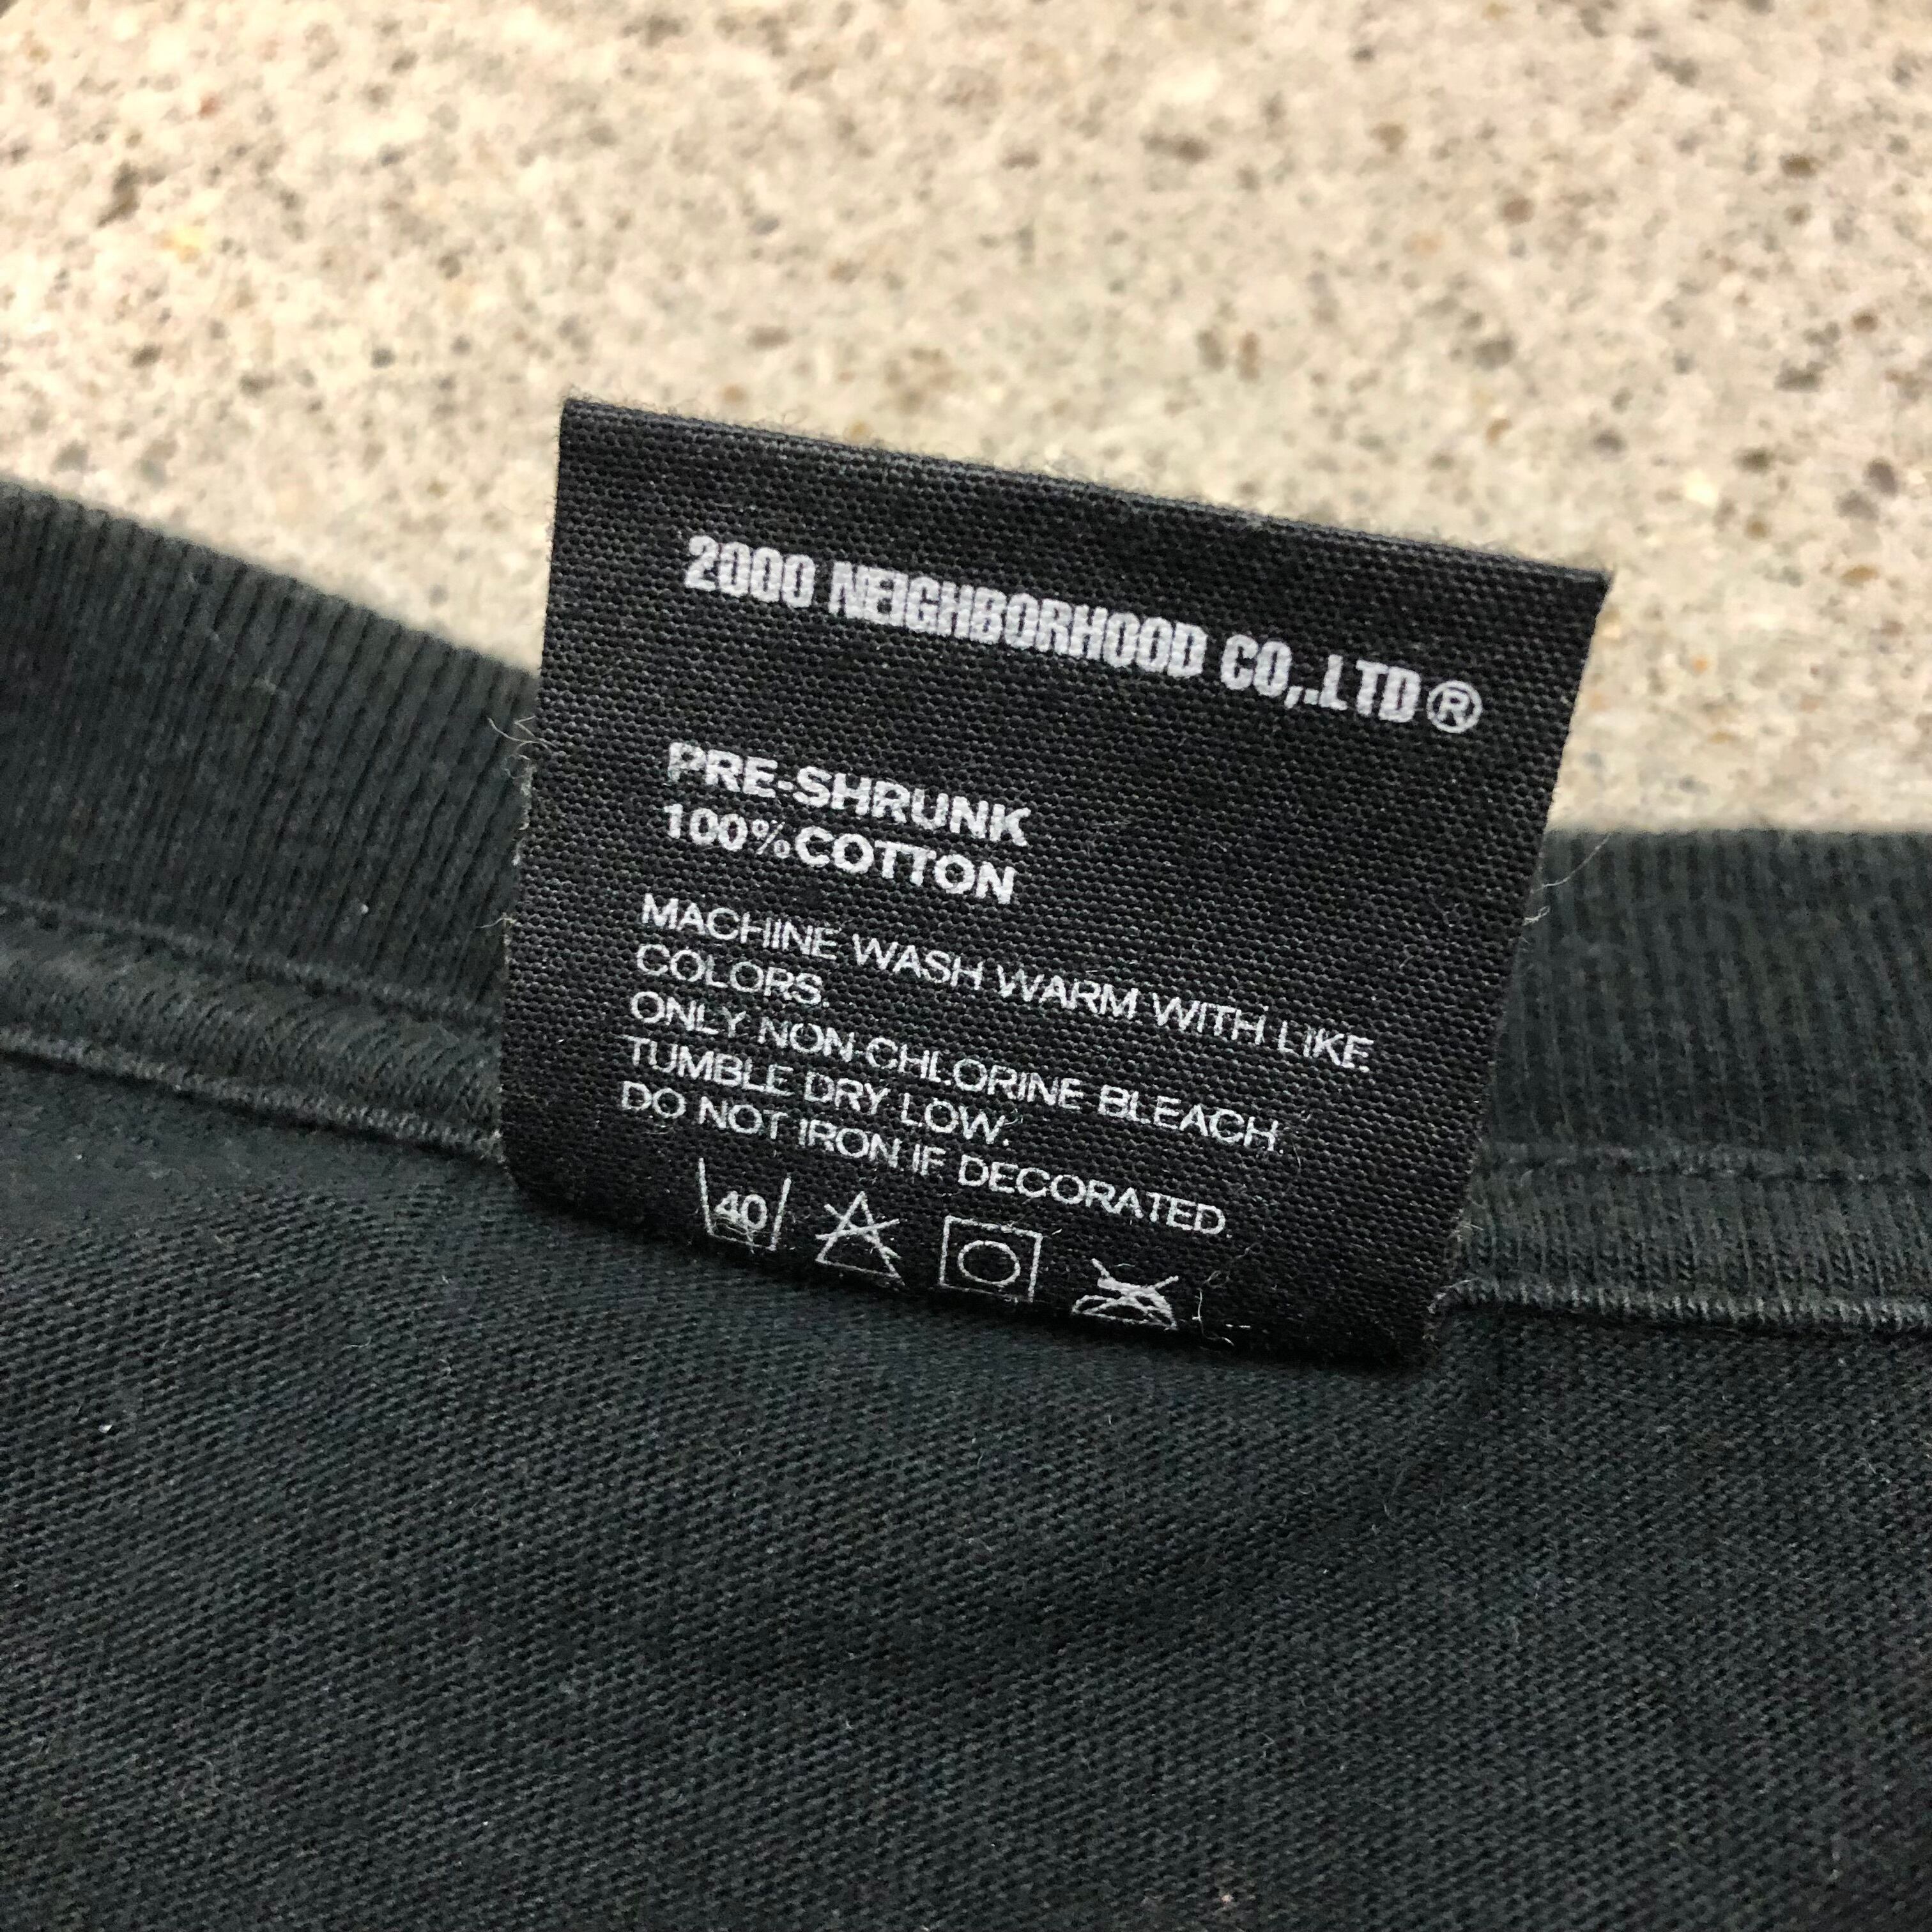 2000 NEIGHBORHOOD CO,.LTD®
PRE-SHRUNK
100%COTTON
MACHINE WASH WARM WITH LIKE.
COLORS.
ONLY NON-CHLORINE BLEACH.
TUMBLE DRY LOW.
DO NOT IRON IF DECORATED.
40